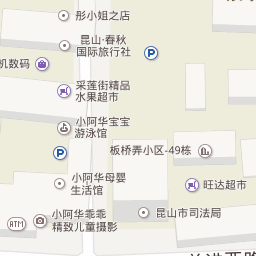 彤小姐之店
昆山·春秋
国际旅行社
P
机数码
采莲街精品
水果超市
小阿华宝宝
游泳馆
P
板桥弄小区-49栋
小阿华母婴
生活馆
旺达超市
昆山市司法局
小阿华乖乖
精致儿童摄影
ATM